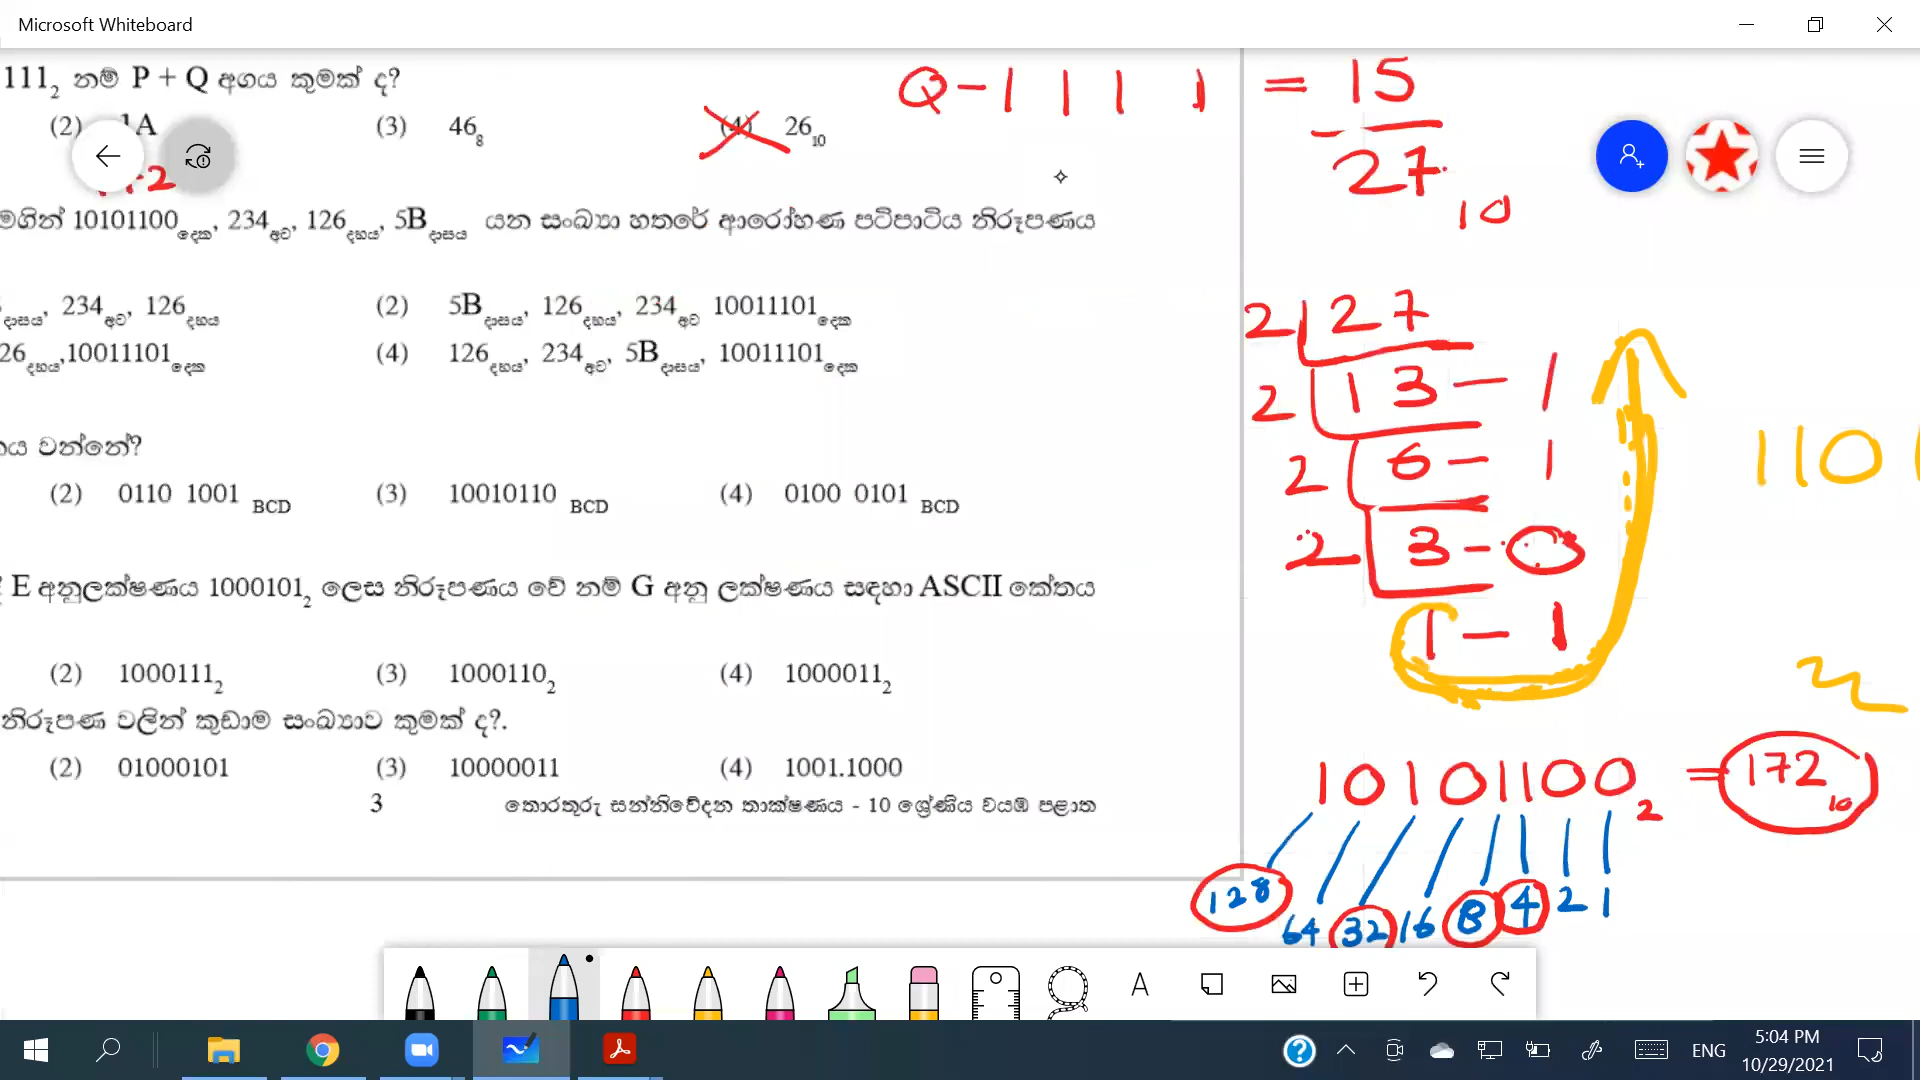 Microsoft Whiteboard
111₂ නම් P + Q අගය කුමක් ද?
(2) 1A (3) 46₈ (4) 26₁₀
Q - 1 1 1 1 = 15
27₁₀
මගින් 10101100දෙක, 234අට, 126දහය, 5Bදාසය යන සංඛ්‍යා හතරේ ආරෝහණ පටිපාටිය නිරූපණය
දාසය, 234අට, 126දහය (2) 5Bදාසය, 126දහය, 234අට 10011101දෙක
26දහය,10011101දෙක (4) 126දහය, 234අට, 5Bදාසය, 10011101දෙක
වන්නේ?
(2) 0110 1001 BCD (3) 10010110 BCD (4) 0100 0101 BCD
E අනුලක්ෂණය 1000101₂ ලෙස නිරූපණය වේ නම් G අනු ලක්ෂණය සඳහා ASCII කේතය
(2) 1000111₂ (3) 1000110₂ (4) 1000011₂
නිරූපණ වලින් කුඩාම සංඛ්‍යාව කුමක් ද?.
(2) 01000101 (3) 10000011 (4) 1001.1000
3 තොරතුරු සන්නිවේදන තාක්ෂණය - 10 ශ්‍රේණිය වයඹ පළාත
2 27
2 13 - 1
2 6 - 1
2 3 - 0
1 - 1
110
10101100₂ = 172₁₀
128 64 32 16 8 4 2 1
A
ENG
5:04 PM
10/29/2021